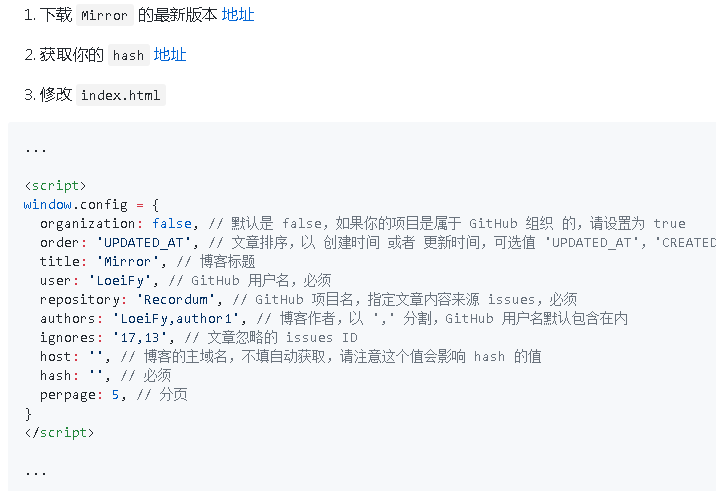 1. 下载 Mirror 的最新版本 地址
2. 获取你的 hash 地址
3. 修改 index.html
...
<script>
window.config = {
  organization: false, // 默认是 false，如果你的项目是属于 GitHub 组织 的，请设置为 true
  order: 'UPDATED_AT', // 文章排序，以 创建时间 或者 更新时间，可选值 'UPDATED_AT'，'CREATED
  title: 'Mirror', // 博客标题
  user: 'LoeiFy', // GitHub 用户名，必须
  repository: 'Recordum', // GitHub 项目名，指定文章内容来源 issues，必须
  authors: 'LoeiFy,author1', // 博客作者，以 ',' 分割，GitHub 用户名默认包含在内
  ignores: '17,13', // 文章忽略的 issues ID
  host: '', // 博客的主域名，不填自动获取，请注意这个值会影响 hash 的值
  hash: '', // 必须
  perpage: 5, // 分页
}
</script>
...